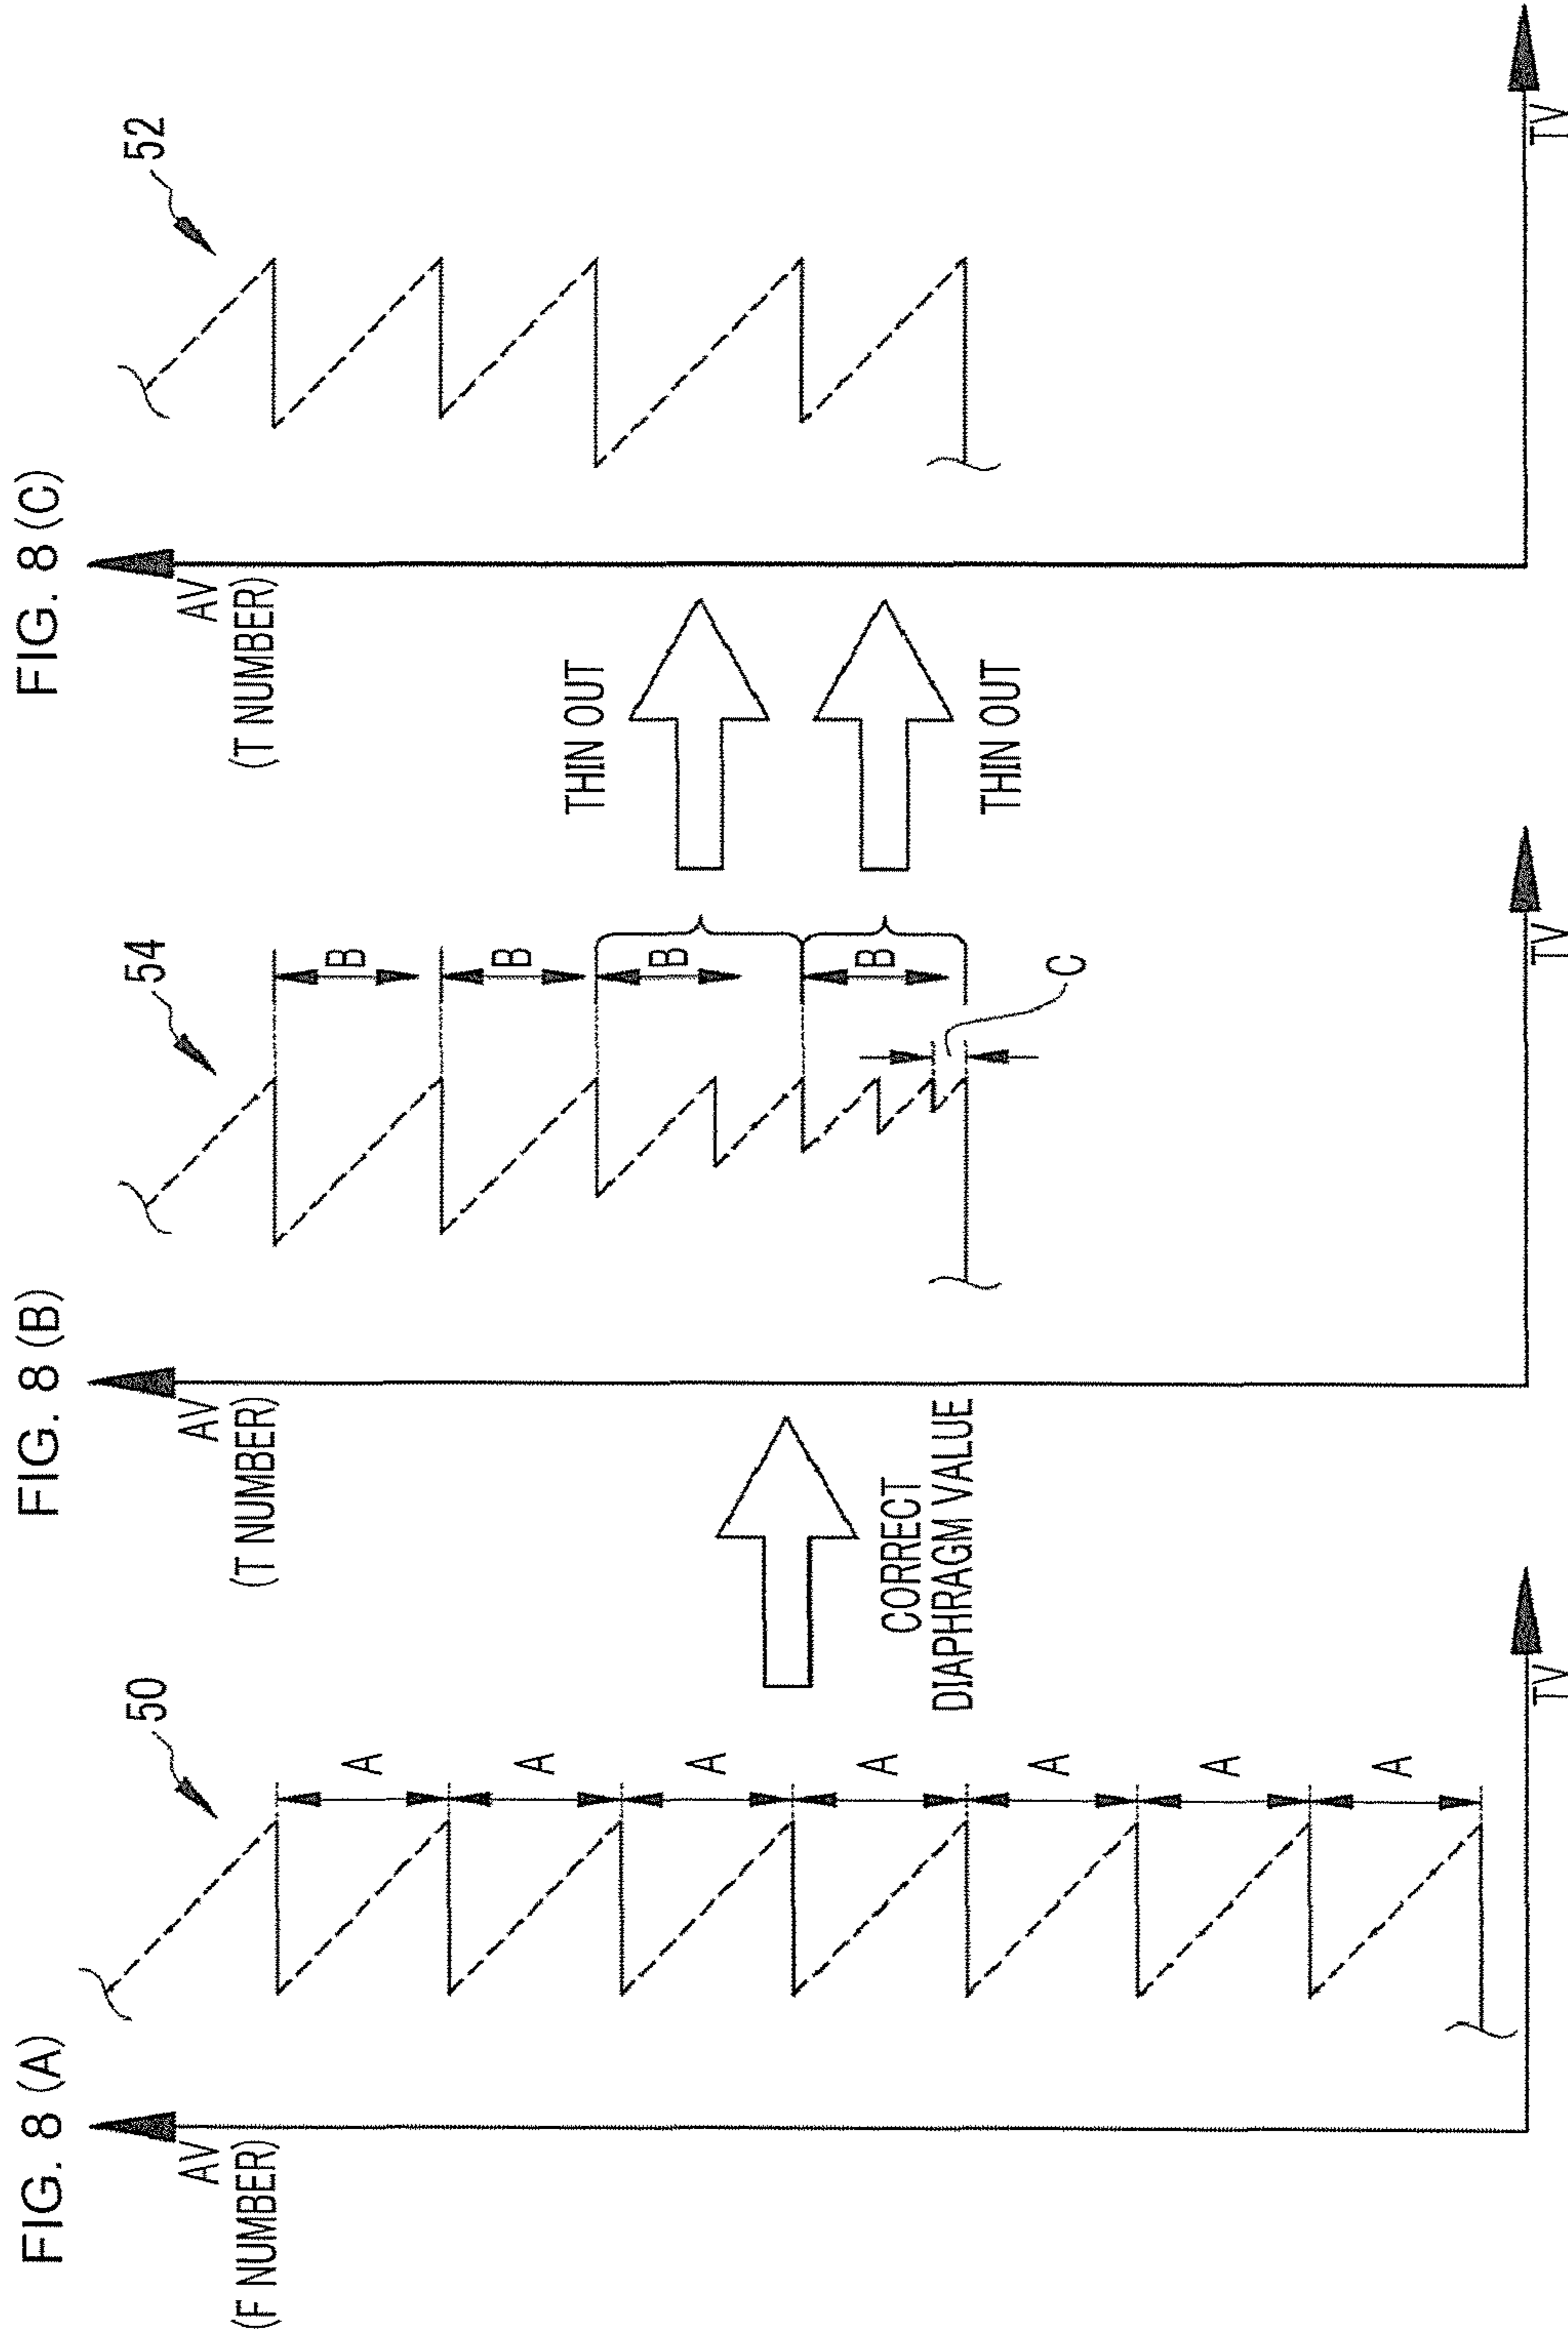 FIG. 8 (A)
AV
(F NUMBER)
50
A
A
A
A
A
A
A
TV
CORRECT
DIAPHRAGM VALUE
FIG. 8 (B)
AV
(T NUMBER)
54
B
B
B
B
C
TV
THIN OUT
THIN OUT
FIG. 8 (C)
AV
(T NUMBER)
52
TV